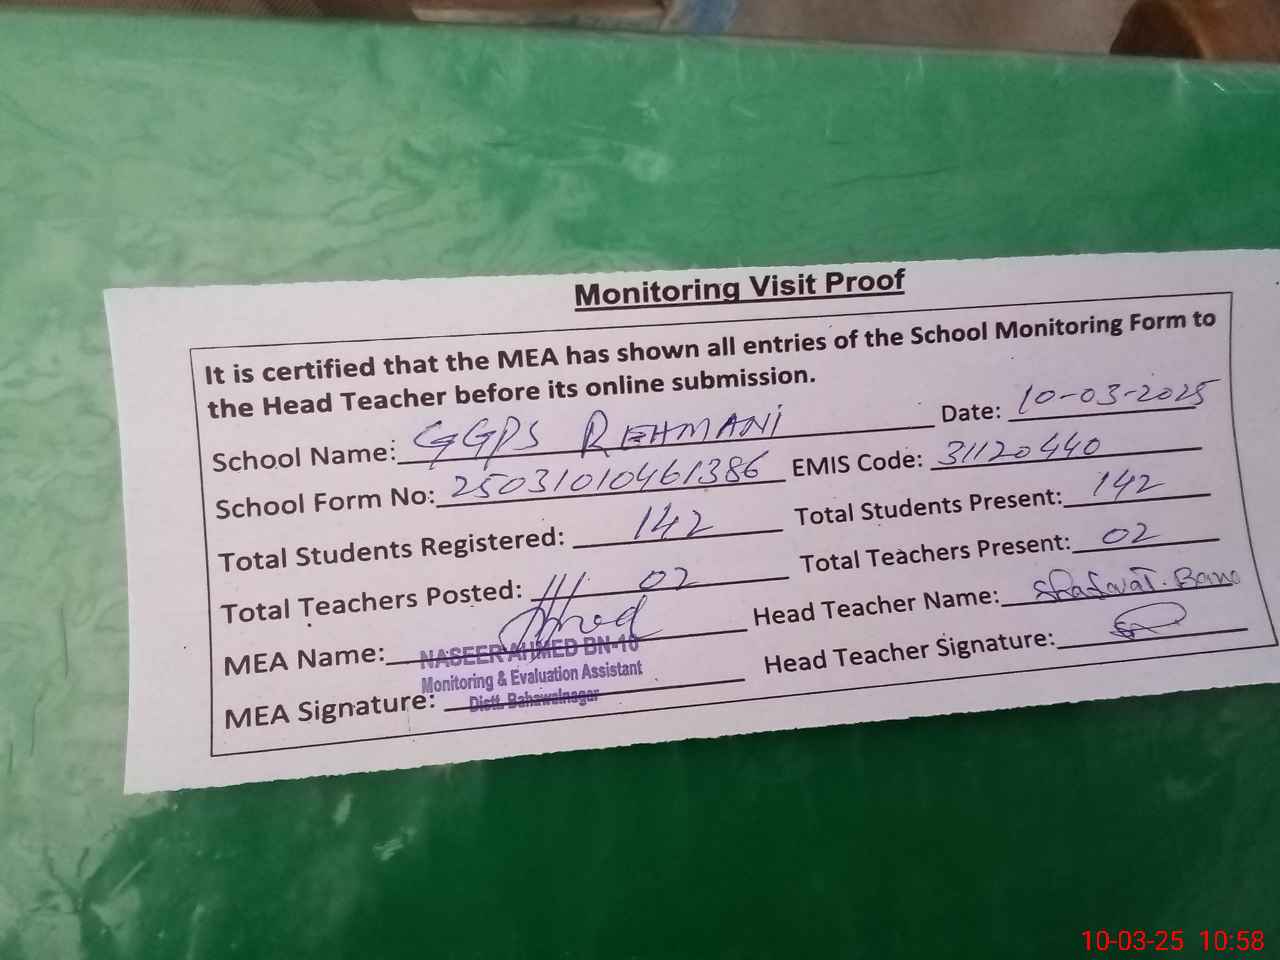 Monitoring Visit Proof
It is certified that the MEA has shown all entries of the School Monitoring Form to
the Head Teacher before its online submission.
School Name: GGPS REHMANI Date: 10-03-2025
School Form No: 25031010461386 EMIS Code: 31120440
Total Students Registered: 142 Total Students Present: 142
Total Teachers Posted: 02 Total Teachers Present: 02
MEA Name: Head Teacher Name: Bano
NASEER AHMED BN-10
Monitoring & Evaluation Assistant
MEA Signature: Head Teacher Signature:
Distt. Bahawalnagar
10-03-25 10:58